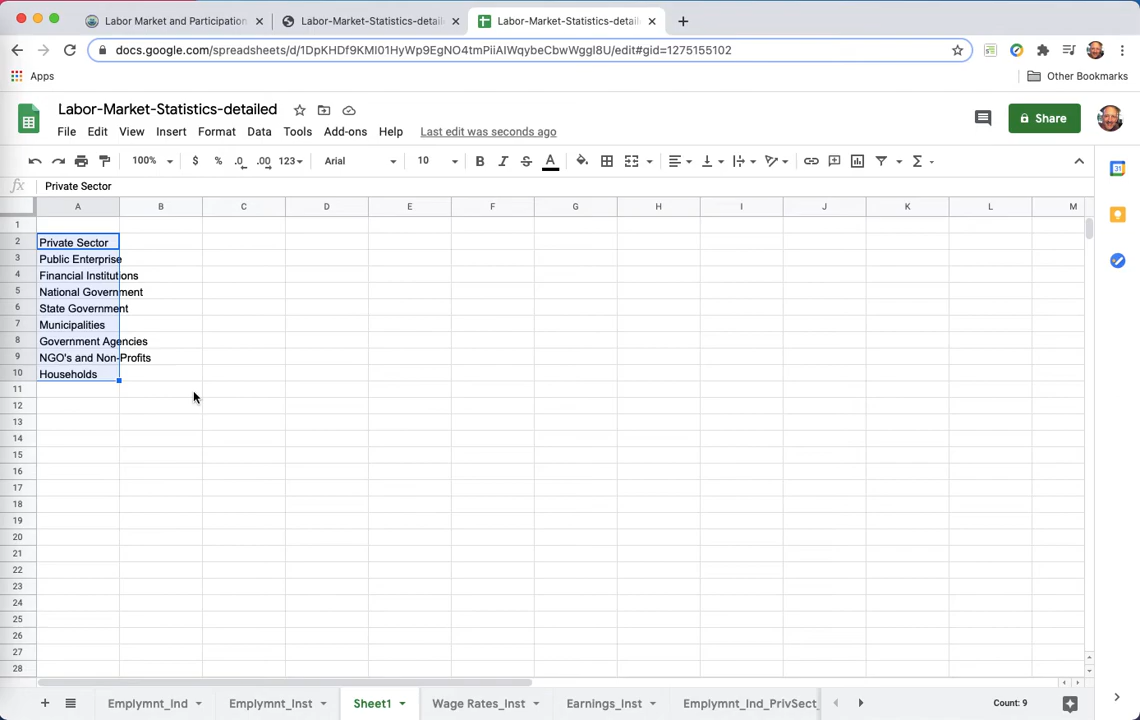 Labor Market and Participation
Labor-Market-Statistics-detail
Labor-Market-Statistics-detail
docs.google.com/spreadsheets/d/1DpKHDf9KMI01HyWp9EgNO4tmPiiAIWqybeCbwWggI8U/edit#gid=1275155102
Apps
Other Bookmarks
Labor-Market-Statistics-detailed
File Edit View Insert Format Data Tools Add-ons Help Last edit was seconds ago
Share
100% $ % .0 .00 123 Arial 10 B I S A Σ
31
fx Private Sector
A B C D E F G H I J K L M
1
2 Private Sector
3 Public Enterprise
4 Financial Institutions
5 National Government
6 State Government
7 Municipalities
8 Government Agencies
9 NGO's and Non-Profits
10 Households
11
12
13
14
15
16
17
18
19
20
21
22
23
24
25
26
27
28
Emplymnt_Ind Emplymnt_Inst Sheet1 Wage Rates_Inst Earnings_Inst Emplymnt_Ind_PrivSect_ Count: 9